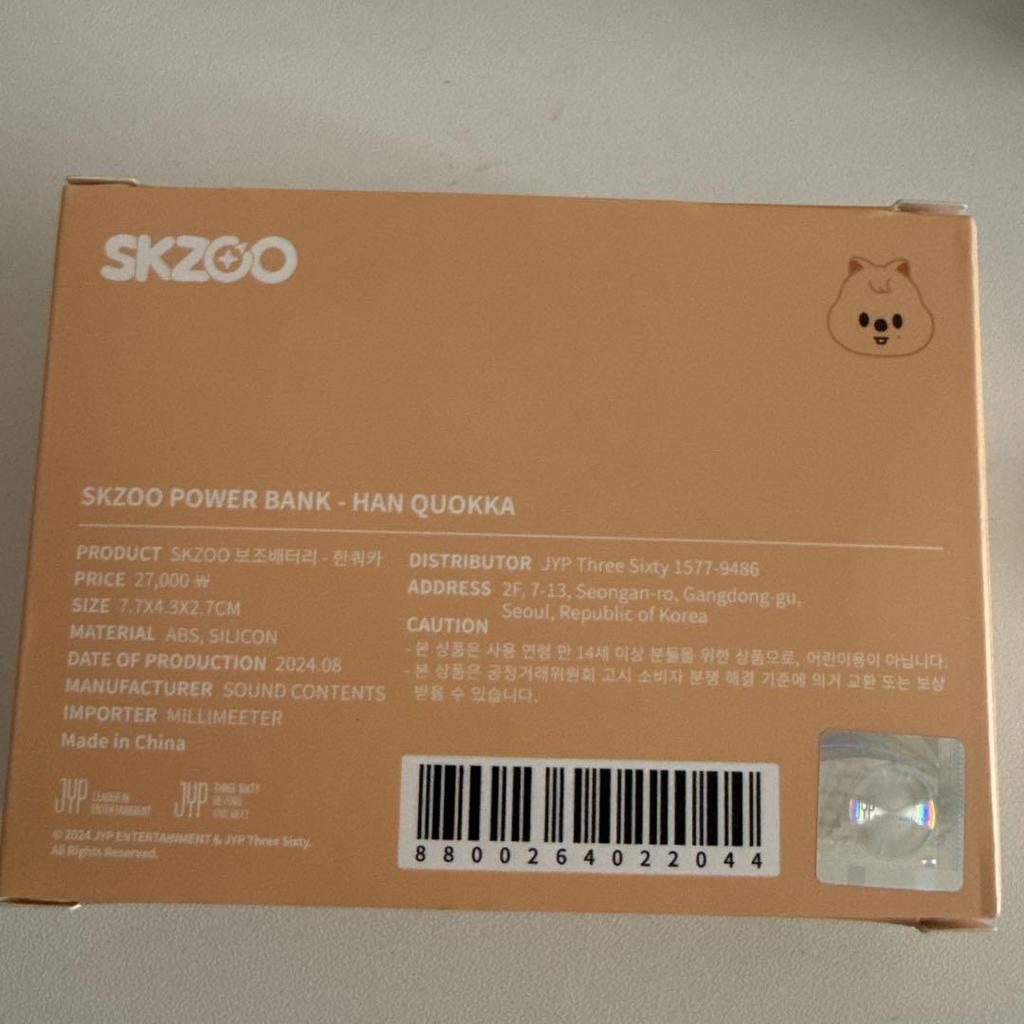 SKZOO
SKZOO POWER BANK - HAN QUOKKA
PRODUCT SKZOO 보조배터리 - 한쿼카
PRICE 27,000 ₩
SIZE 7.7X4.3X2.7CM
MATERIAL ABS, SILICON
DATE OF PRODUCTION 2024.08
MANUFACTURER SOUND CONTENTS
IMPORTER MILLIMEETER
Made in China
DISTRIBUTOR JYP Three Sixty 1577-9486
ADDRESS 2F, 7-13, Seongan-ro, Gangdong-gu,
Seoul, Republic of Korea
CAUTION
- 본 상품은 사용 연령 만 14세 이상 분들을 위한 상품으로, 어린이용이 아닙니다.
- 본 상품은 공정거래위원회 고시 소비자 분쟁 해결 기준에 의거 교환 또는 보상
받을 수 있습니다.
JYP LEADER IN
ENTERTAINMENT
JYP THREE SIXTY
BEYOND
© 2024 JYP ENTERTAINMENT & JYP Three Sixty.
All Rights Reserved.
8800264022044
JYP